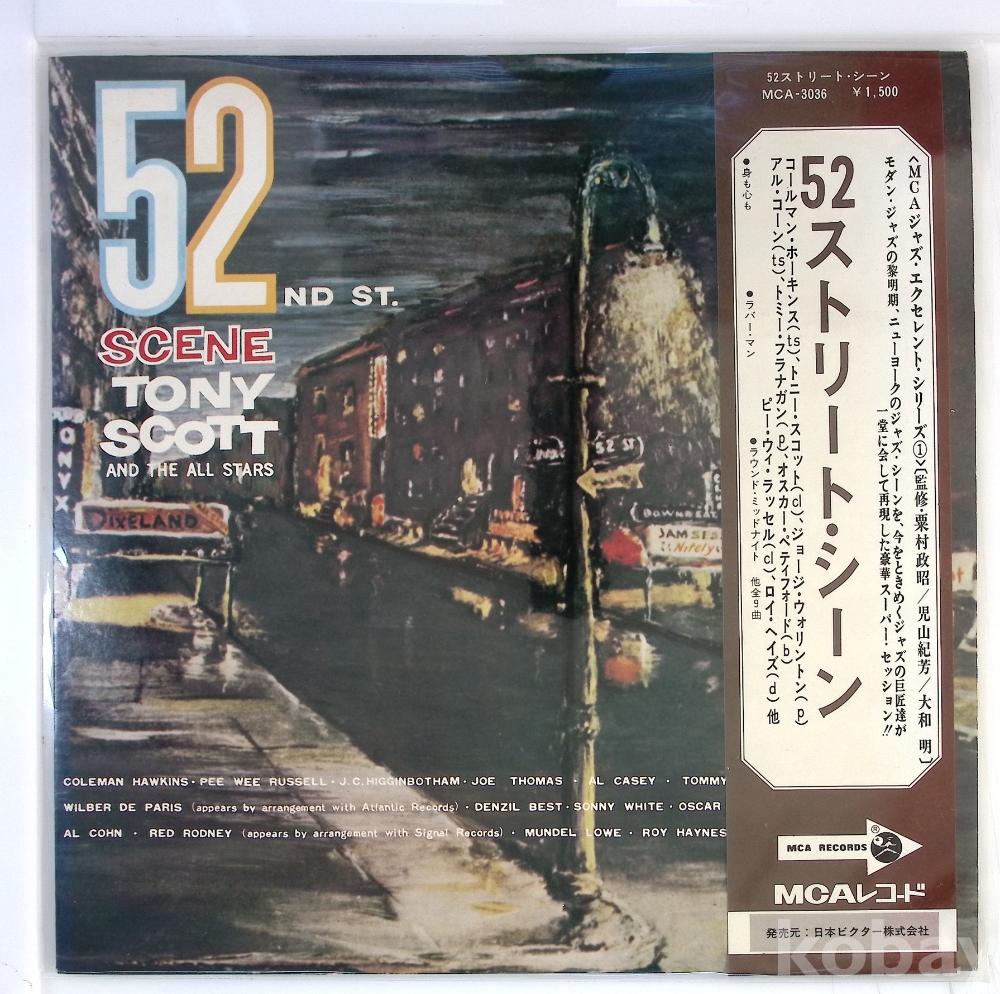 52
ND ST.
SCENE
TONY
SCOTT
AND THE ALL STARS
ONYX
DIXELAND
52 ST
DOWNBEAT
JAM SES
Nitely
COLEMAN HAWKINS · PEE WEE RUSSELL · J.C. HIGGINBOTHAM · JOE THOMAS · AL CASEY · TOMMY
WILBER DE PARIS (appears by arrangement with Atlantic Records) · DENZIL BEST · SONNY WHITE · OSCAR
AL COHN · RED RODNEY (appears by arrangement with Signal Records) · MUNDEL LOWE · ROY HAYNES
52ストリート・シーン
MCA-3036 ￥1,500
〈MCAジャズ・エクセレント・シリーズ①〉〔監修・粟村政昭／児山紀芳／大和 明〕
モダン・ジャズの黎明期、ニューヨークのジャズ・シーンを、今をときめくジャズの巨匠達が
一堂に会して再現した豪華スーパー・セッション!!
52ストリート・シーン
コールマン・ホーキンス(ts)、トニー・スコット(cl)、ジョージ・ウォリントン(p)
アル・コーン(ts)、トミー・フラナガン(p)、オスカー・ペティフォード(b)
ピー・ウィ・ラッセル(cl)、ロイ・ヘイズ(d) 他
●身も心も ●ラバー・マン ●ラウンド・ミッドナイト 他全9曲
MCA RECORDS ®
MCAレコード
発売元：日本ビクター株式会社
kobay